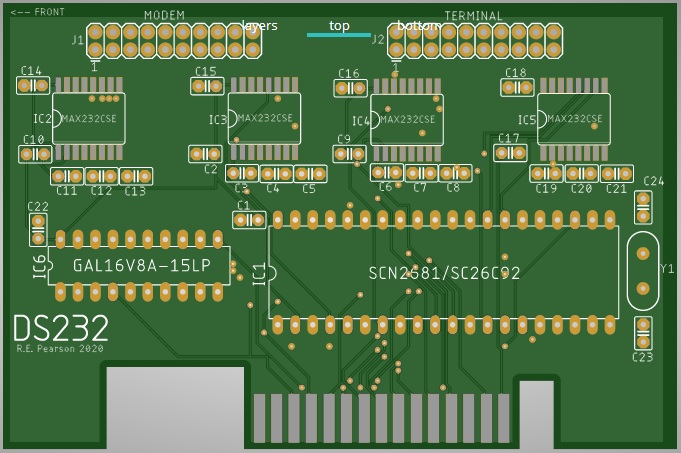 <-- FRONT
MODEM
layers
top
bottom
TERMINAL
J1
J2
1
1
C14
C15
C16
C18
IC2
MAX232CSE
IC3
MAX232CSE
IC4
MAX232CSE
IC5
MAX232CSE
C10
C2
C9
C17
C11
C12
C13
C3
C4
C5
C6
C7
C8
C19
C20
C21
C24
C22
C1
IC6
GAL16V8A-15LP
IC1
SCN2681/SC26C92
Y1
DS232
R.E. Pearson 2020
C23